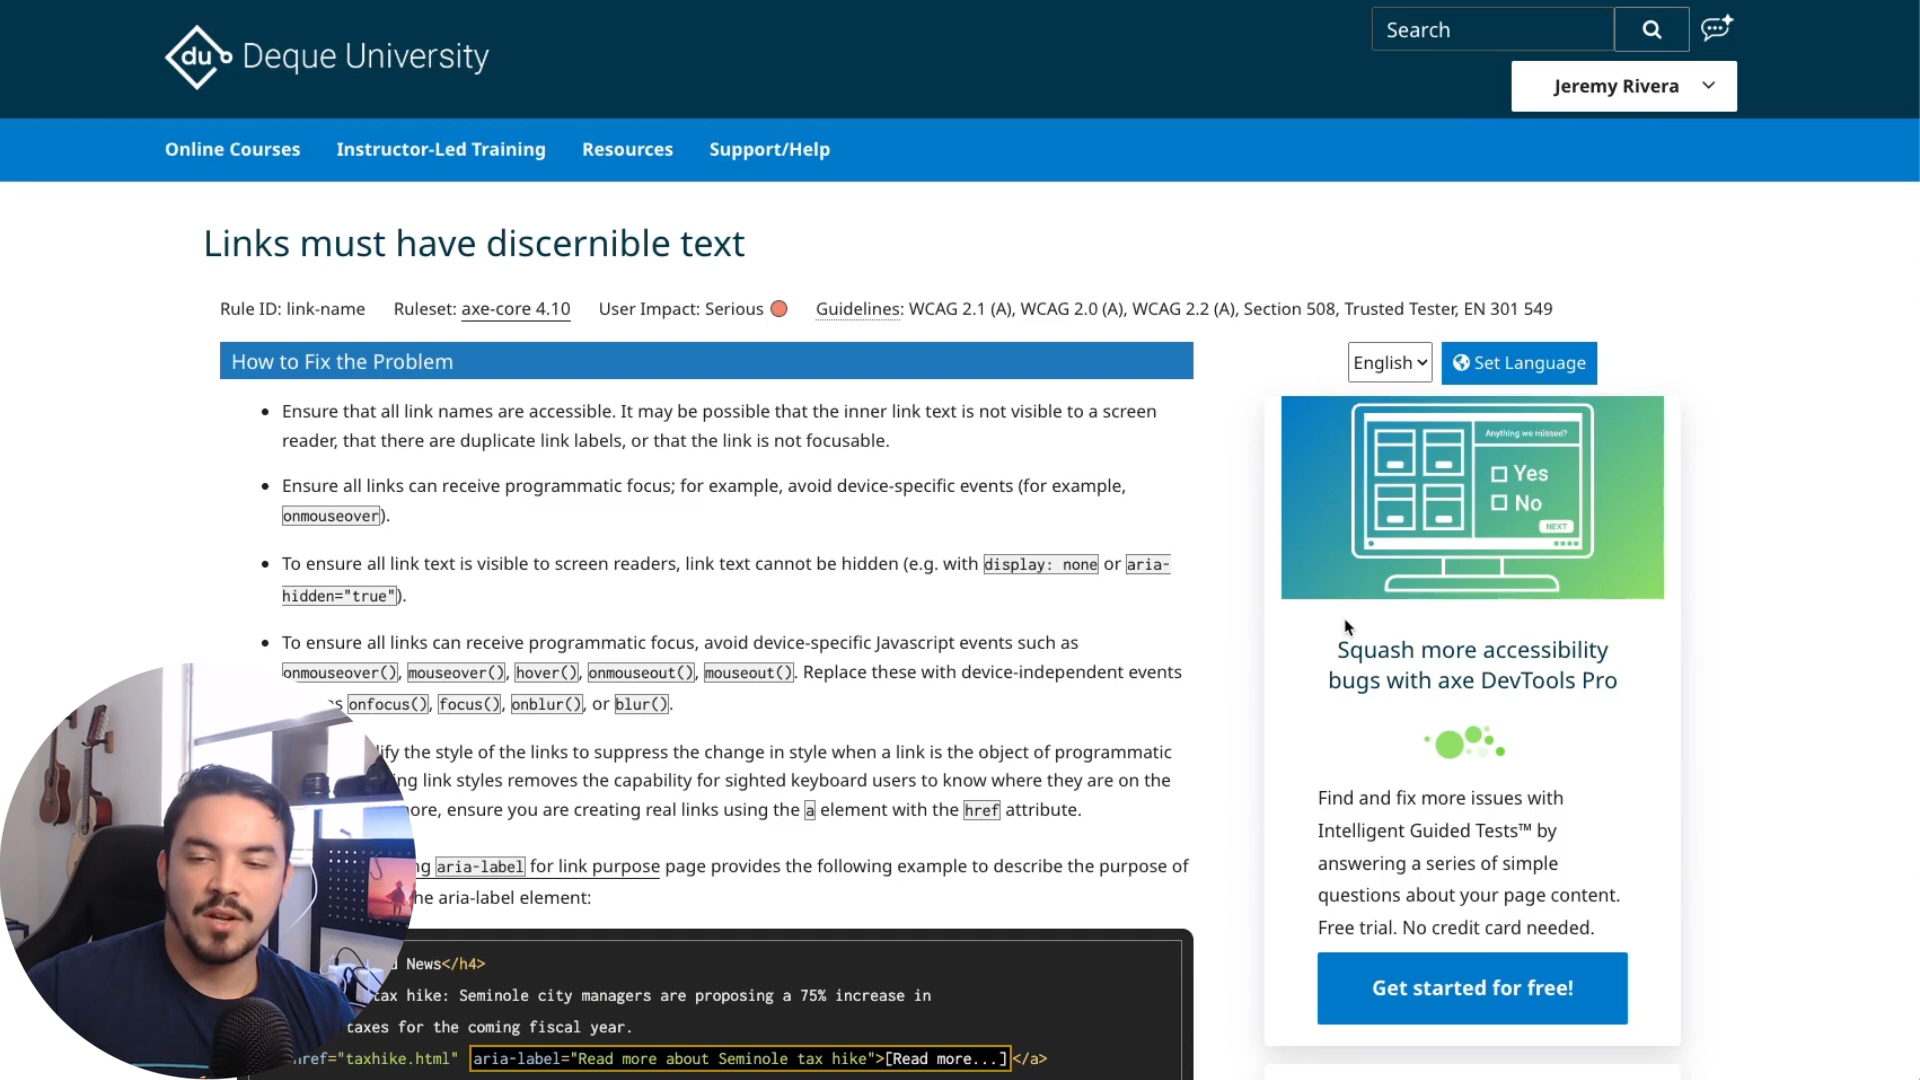 Search
du Deque University
Jeremy Rivera
Online Courses Instructor-Led Training Resources Support/Help
Links must have discernible text
Rule ID: link-name Ruleset: axe-core 4.10 User Impact: Serious Guidelines: WCAG 2.1 (A), WCAG 2.0 (A), WCAG 2.2 (A), Section 508, Trusted Tester, EN 301 549
How to Fix the Problem
English Set Language
Ensure that all link names are accessible. It may be possible that the inner link text is not visible to a screen
reader, that there are duplicate link labels, or that the link is not focusable.
Ensure all links can receive programmatic focus; for example, avoid device-specific events (for example,
onmouseover).
To ensure all link text is visible to screen readers, link text cannot be hidden (e.g. with display: none or aria-
hidden="true").
To ensure all links can receive programmatic focus, avoid device-specific Javascript events such as
onmouseover(), mouseover(), hover(), onmouseout(), mouseout(). Replace these with device-independent events
onfocus(), focus(), onblur(), or blur().
the style of the links to suppress the change in style when a link is the object of programmatic
link styles removes the capability for sighted keyboard users to know where they are on the
ensure you are creating real links using the a element with the href attribute.
aria-label for link purpose page provides the following example to describe the purpose of
the aria-label element:
News</h4>
tax hike: Seminole city managers are proposing a 75% increase in
taxes for the coming fiscal year.
href="taxhike.html" aria-label="Read more about Seminole tax hike">[Read more...]</a>
Anything we missed?
Yes
No
NEXT
Squash more accessibility
bugs with axe DevTools Pro
Find and fix more issues with
Intelligent Guided Tests™ by
answering a series of simple
questions about your page content.
Free trial. No credit card needed.
Get started for free!